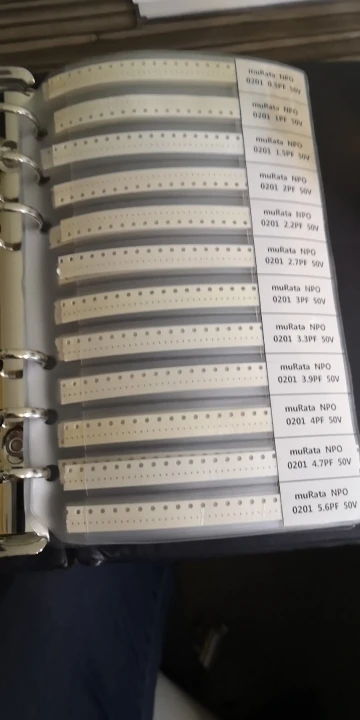 muRata NPO
0201 0.5PF 50V
muRata NPO
0201 1PF 50V
muRata NPO
0201 1.5PF 50V
muRata NPO
0201 2PF 50V
muRata NPO
0201 2.2PF 50V
muRata NPO
0201 2.7PF 50V
muRata NPO
0201 3PF 50V
muRata NPO
0201 3.3PF 50V
muRata NPO
0201 3.9PF 50V
muRata NPO
0201 4PF 50V
muRata NPO
0201 4.7PF 50V
muRata NPO
0201 5.6PF 50V